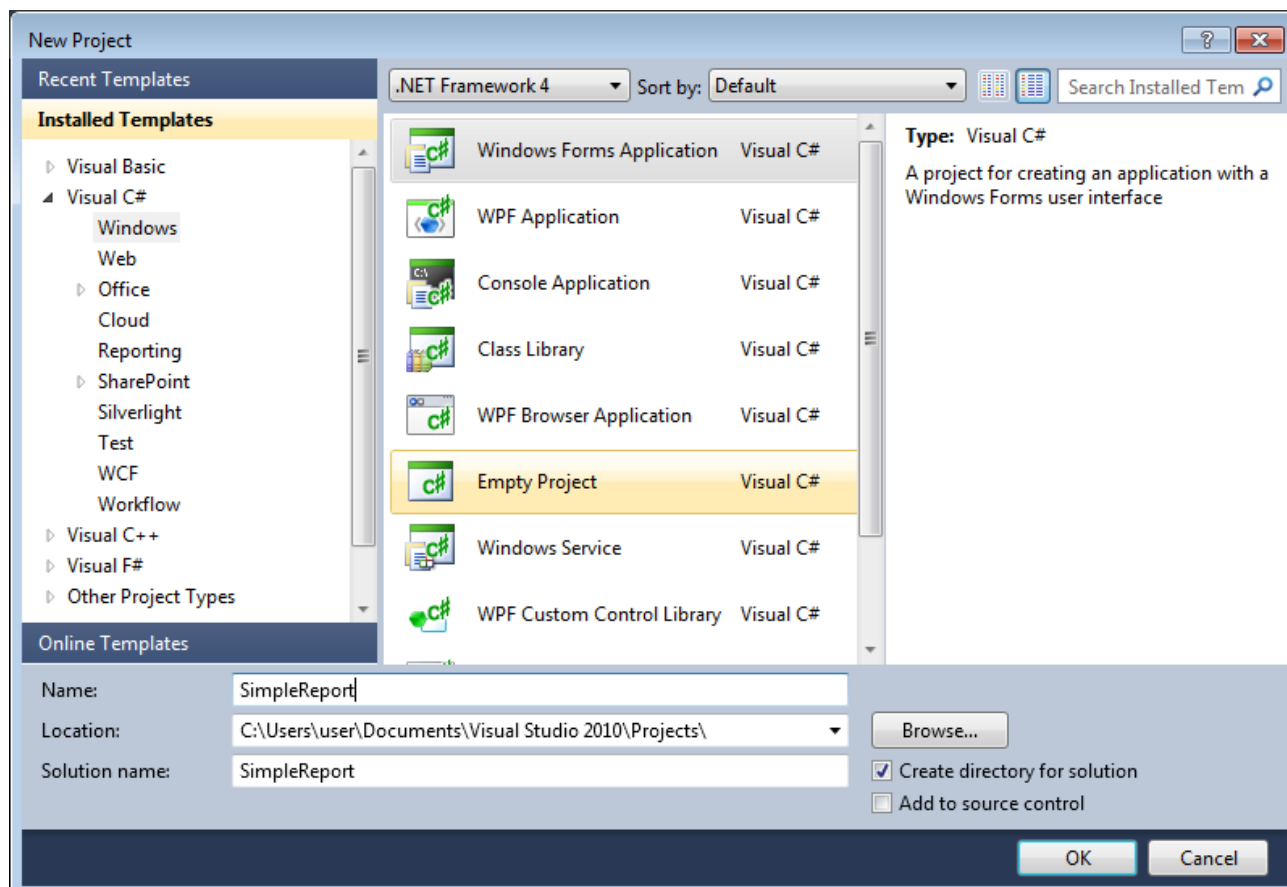 New Project
Recent Templates
Installed Templates
Visual Basic
Visual C#
Windows
Web
Office
Cloud
Reporting
SharePoint
Silverlight
Test
WCF
Workflow
Visual C++
Visual F#
Other Project Types
Online Templates
.NET Framework 4 Sort by: Default Search Installed Tem
Windows Forms Application Visual C#
WPF Application Visual C#
Console Application Visual C#
Class Library Visual C#
WPF Browser Application Visual C#
Empty Project Visual C#
Windows Service Visual C#
WPF Custom Control Library Visual C#
Type: Visual C#
A project for creating an application with a
Windows Forms user interface
Name: SimpleReport
Location: C:\Users\user\Documents\Visual Studio 2010\Projects\ Browse...
Solution name: SimpleReport Create directory for solution
Add to source control
OK Cancel